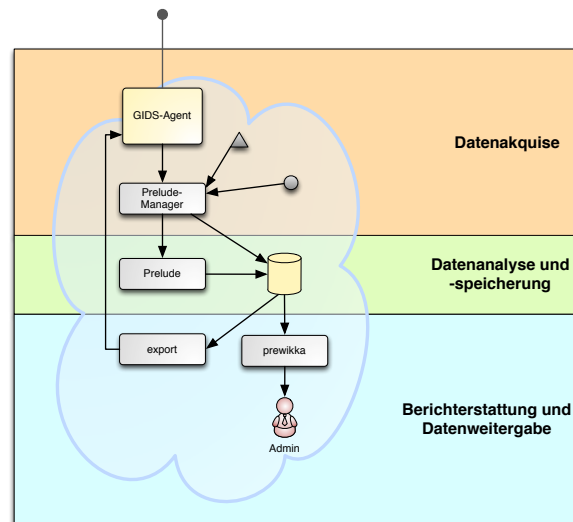 GIDS-Agent
Datenakquise
Prelude-
Manager
Prelude
Datenanalyse und
-speicherung
export
prewikka
Berichterstattung und
Datenweitergabe
Admin